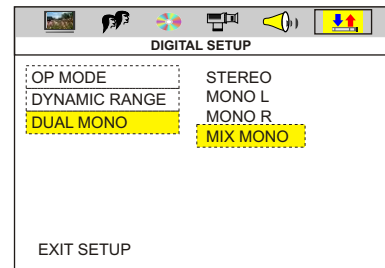 DIGITAL SETUP
OP MODE
DYNAMIC RANGE
DUAL MONO
STEREO
MONO L
MONO R
MIX MONO
EXIT SETUP